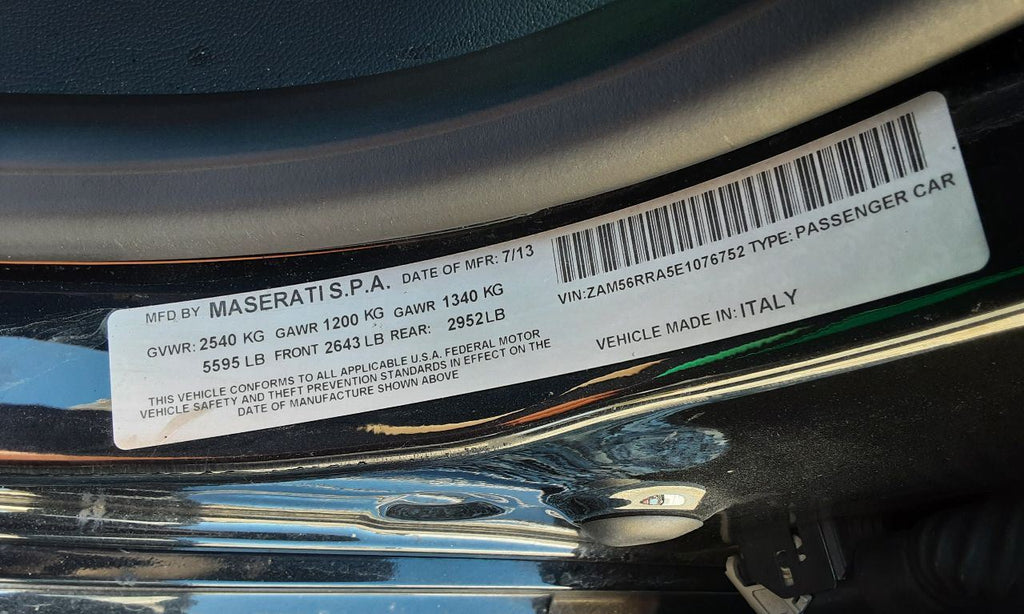 MFD BY MASERATI S.P.A. DATE OF MFR: 7/13
GVWR: 2540 KG GAWR 1200 KG GAWR 1340 KG
5595 LB FRONT 2643 LB REAR: 2952 LB
THIS VEHICLE CONFORMS TO ALL APPLICABLE U.S.A. FEDERAL MOTOR
VEHICLE SAFETY AND THEFT PREVENTION STANDARDS IN EFFECT ON THE
DATE OF MANUFACTURE SHOWN ABOVE
VIN:ZAM56RRA5E1076752 TYPE: PASSENGER CAR
VEHICLE MADE IN: ITALY